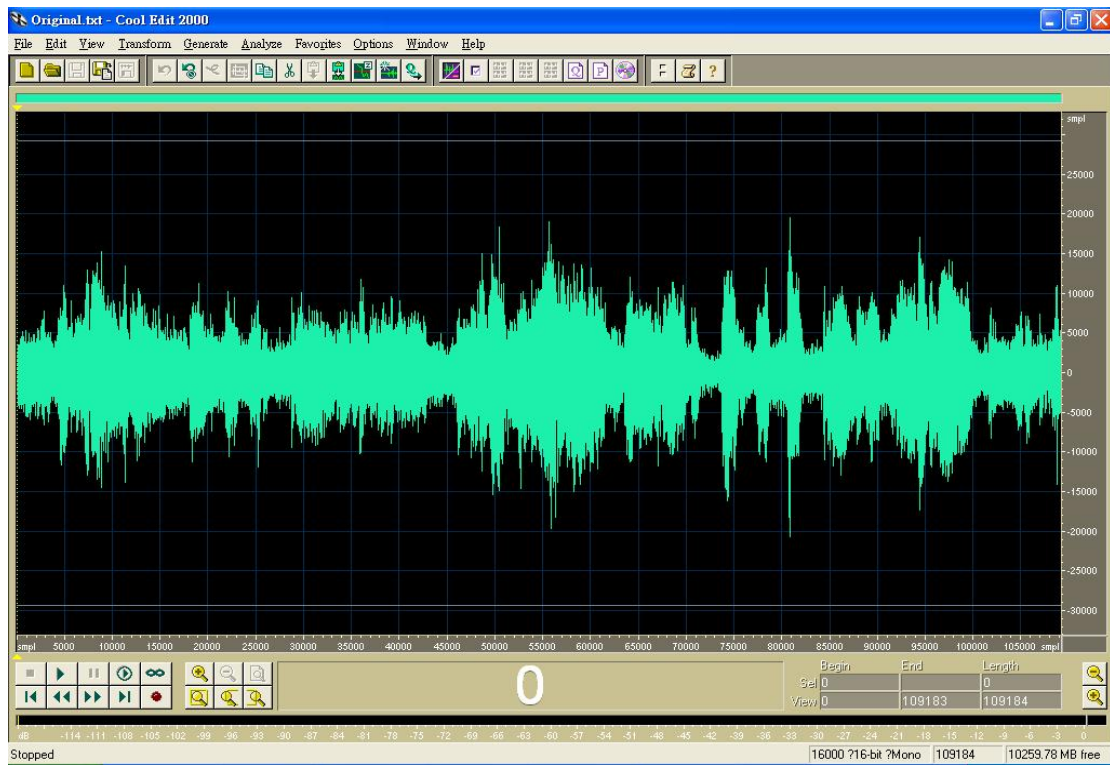 Original.txt - Cool Edit 2000
File Edit View Transform Generate Analyze Favorites Options Window Help
F ?
smpl
25000
20000
15000
10000
5000
0
-5000
-10000
-15000
-20000
-25000
-30000
smpl 5000 10000 15000 20000 25000 30000 35000 40000 45000 50000 55000 60000 65000 70000 75000 80000 85000 90000 95000 100000 105000 smpl
Begin End Length
0
Sel 0 0
View 0 109183 109184
dB -114 -111 -108 -105 -102 -99 -96 -93 -90 -87 -84 -81 -78 -75 -72 -69 -66 -63 -60 -57 -54 -51 -48 -45 -42 -39 -36 -33 -30 -27 -24 -21 -18 -15 -12 -9 -6 -3 0
Stopped 16000 ?16-bit ?Mono 109184 10259.78 MB free